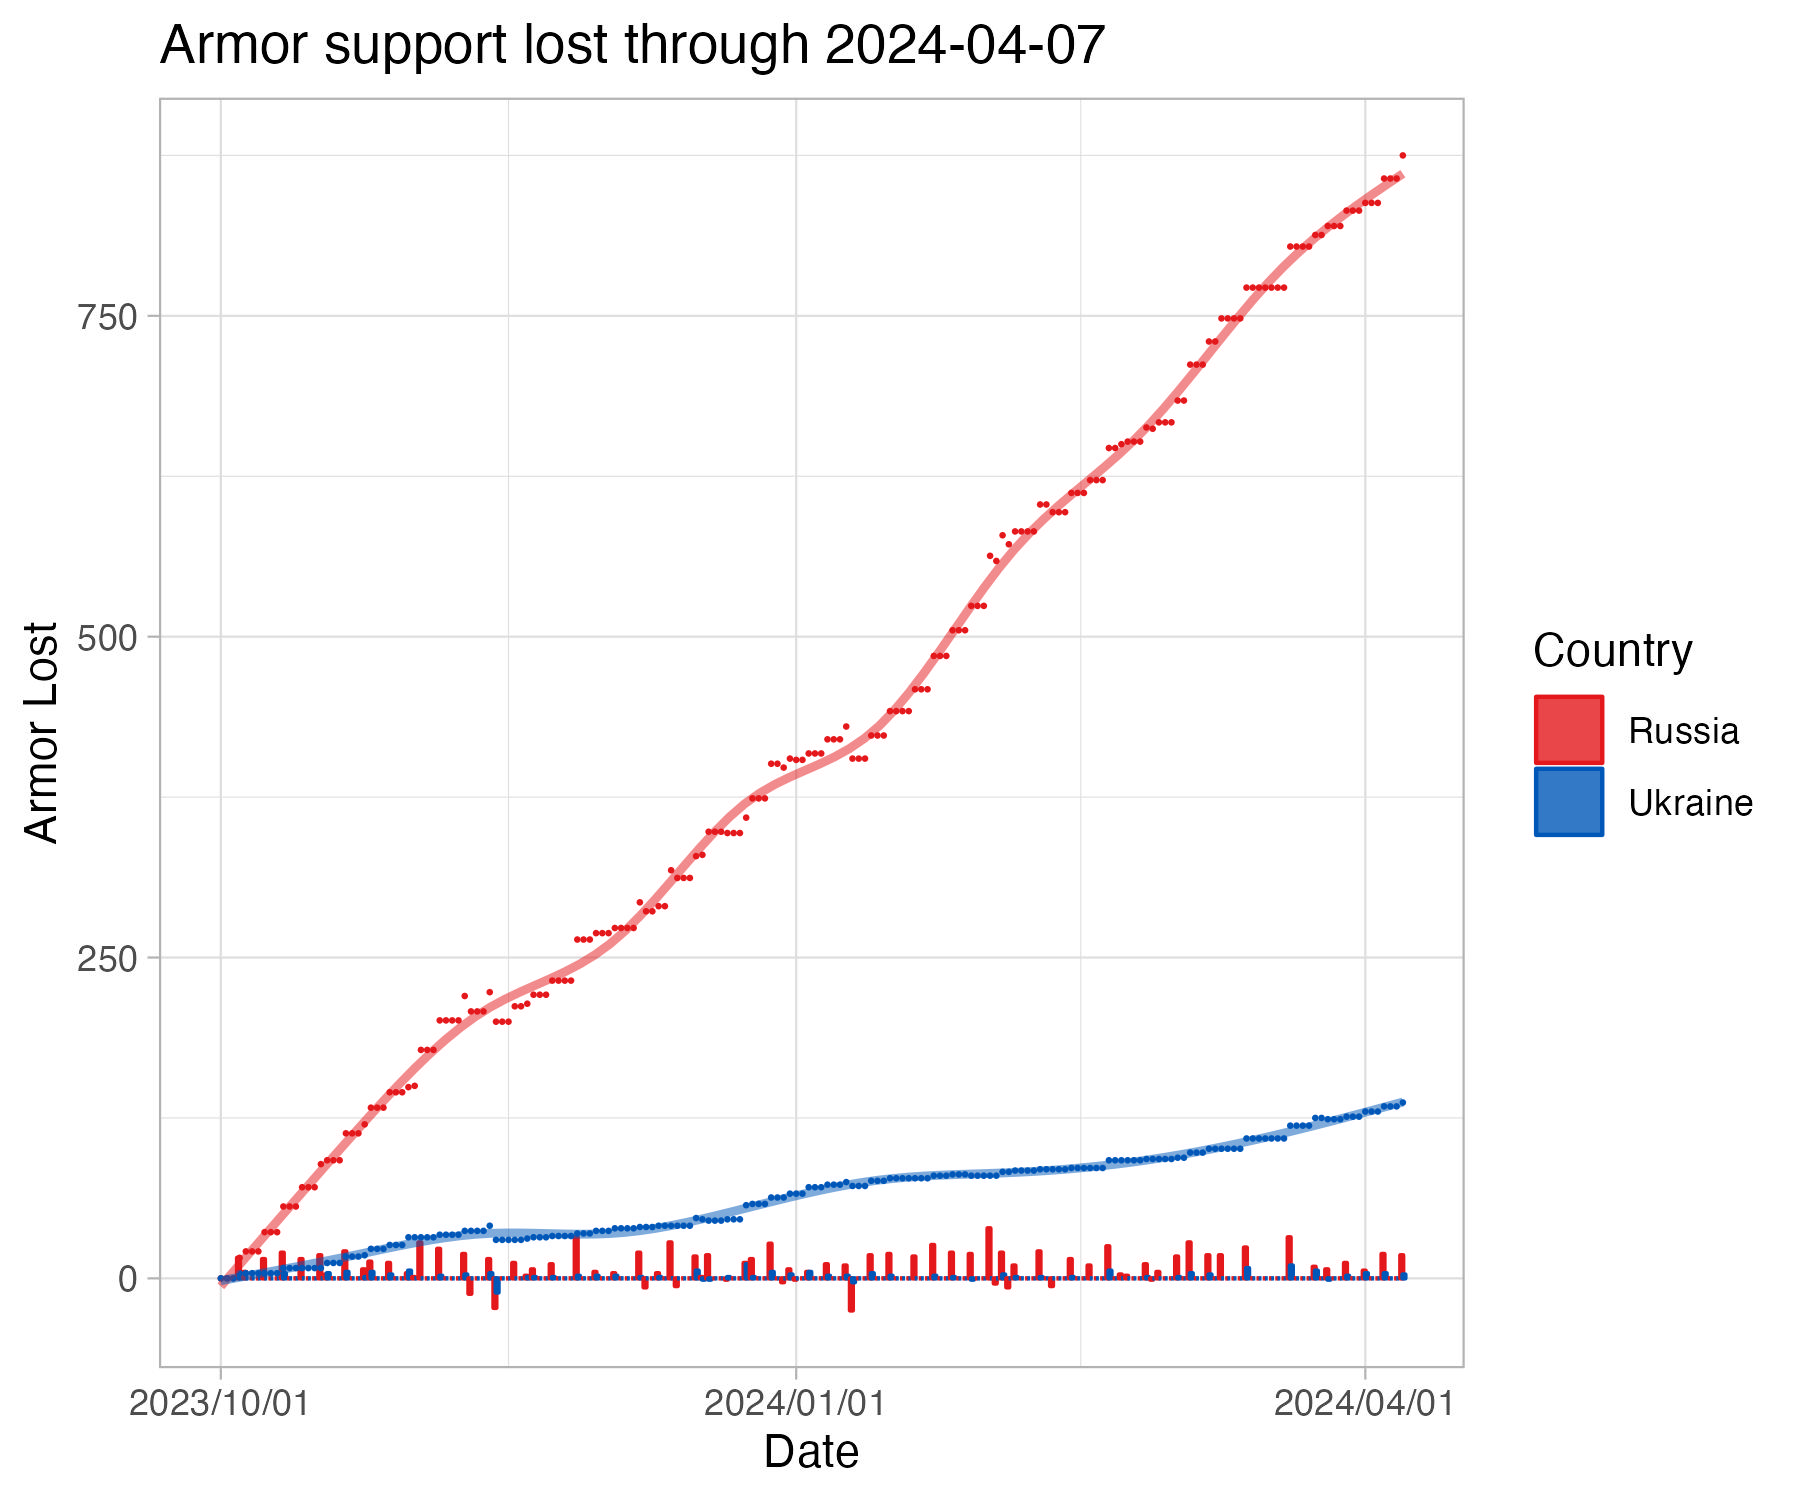 Armor support lost through 2024-04-07
Armor Lost
750
500
250
0
2023/10/01
2024/01/01
2024/04/01
Date
Country
Russia
Ukraine